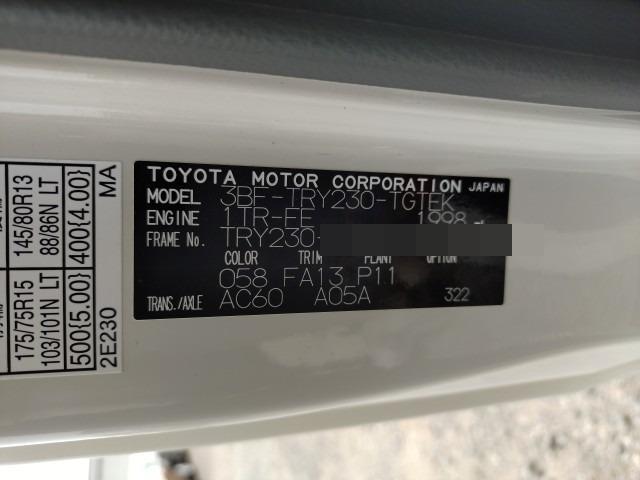 TOYOTA MOTOR CORPORATION JAPAN
MODEL 3BF-TRY230-TGTEK
ENGINE 1TR-FE 1998
FRAME No. TRY230-
COLOR TRIM PLANT OPTION
058 FA13 P11
TRANS./AXLE AC60 A05A 322
145/80R13
88/86N LT
400{4.00}
MA
175/75R15
103/101N LT
500{5.00}
2E230